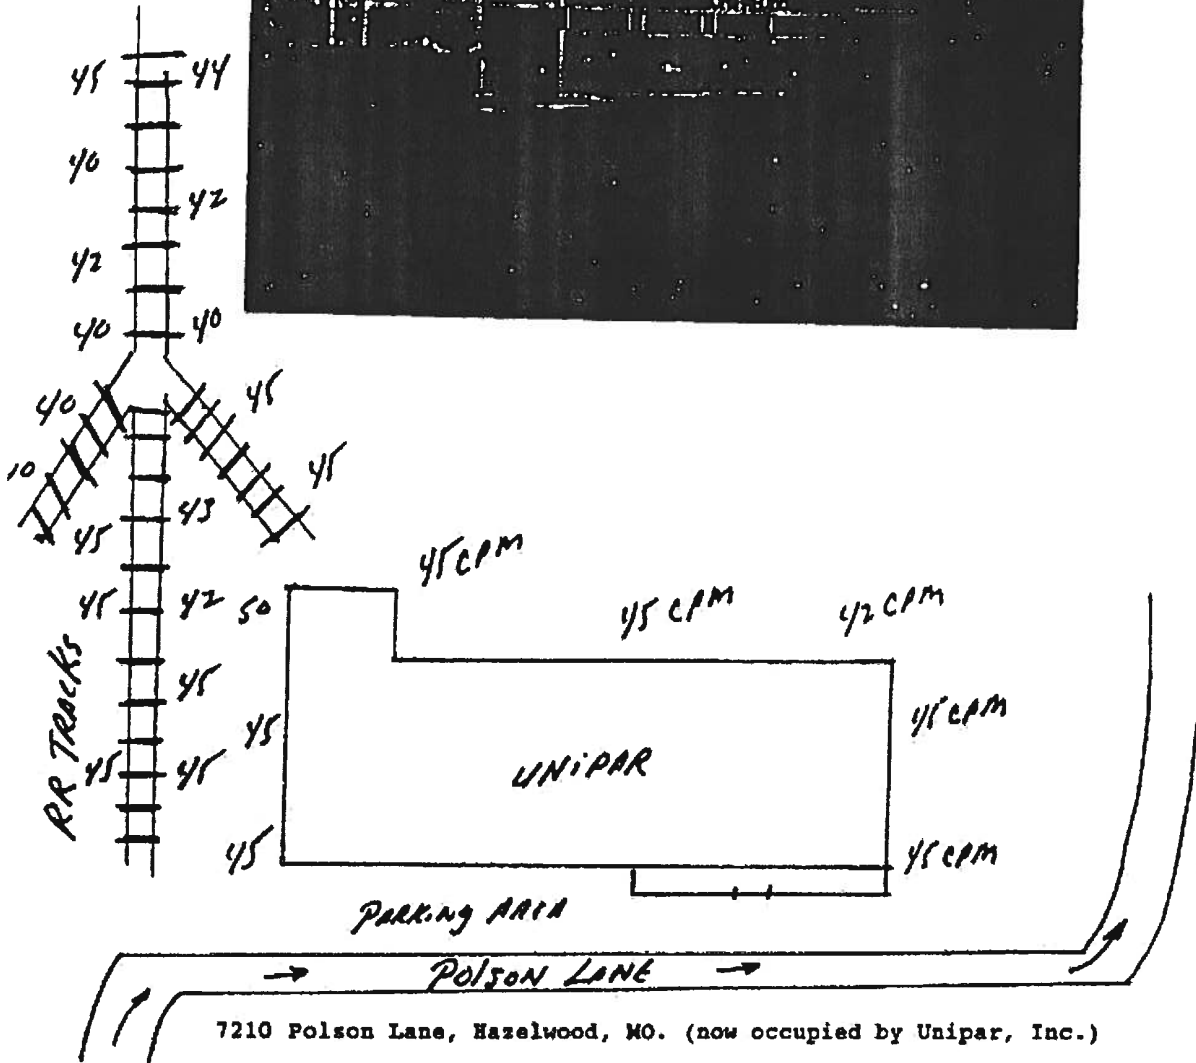 45 44
40
42
42
40 40
40 45
10 45
43
45
45 CPM
45 42 50 45 CPM 42 CPM
RR TRACKS
45
45 45 CPM
45 45 UNIPAR
45 45 CPM
PARKING AREA
POLSON LANE
7210 Polson Lane, Hazelwood, MO. (now occupied by Unipar, Inc.)